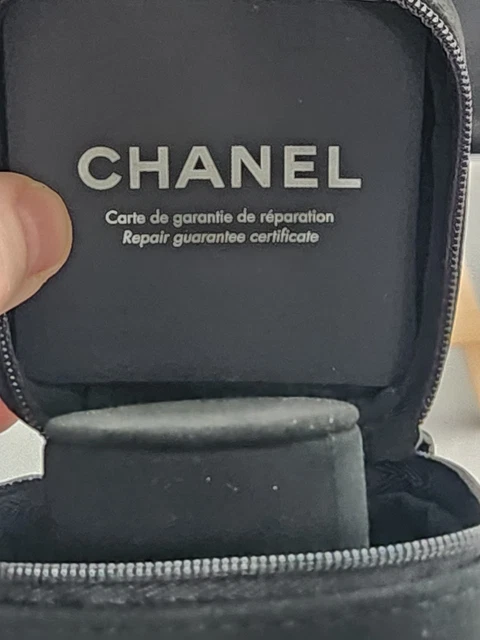 CHANEL
Carte de garantie de réparation
Repair guarantee certificate